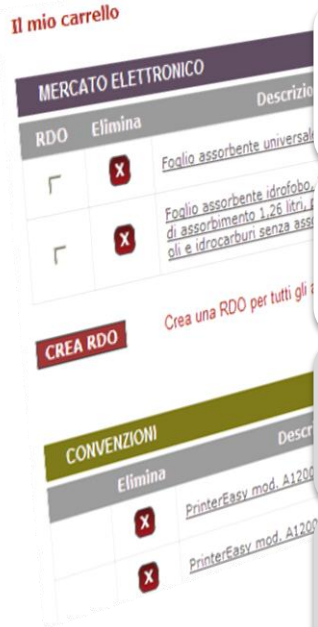 Il mio carrello
MERCATO ELETTRONICO
RDO Elimina Descrizio
Foglio assorbente universale
Foglio assorbente idrofobo,
di assorbimento 1,26 litri, p
oli e idrocarburi senza asso
CREA RDO Crea una RDO per tutti gli a
CONVENZIONI
Elimina Descr
PrinterEasy mod. A1200
PrinterEasy mod. A1200